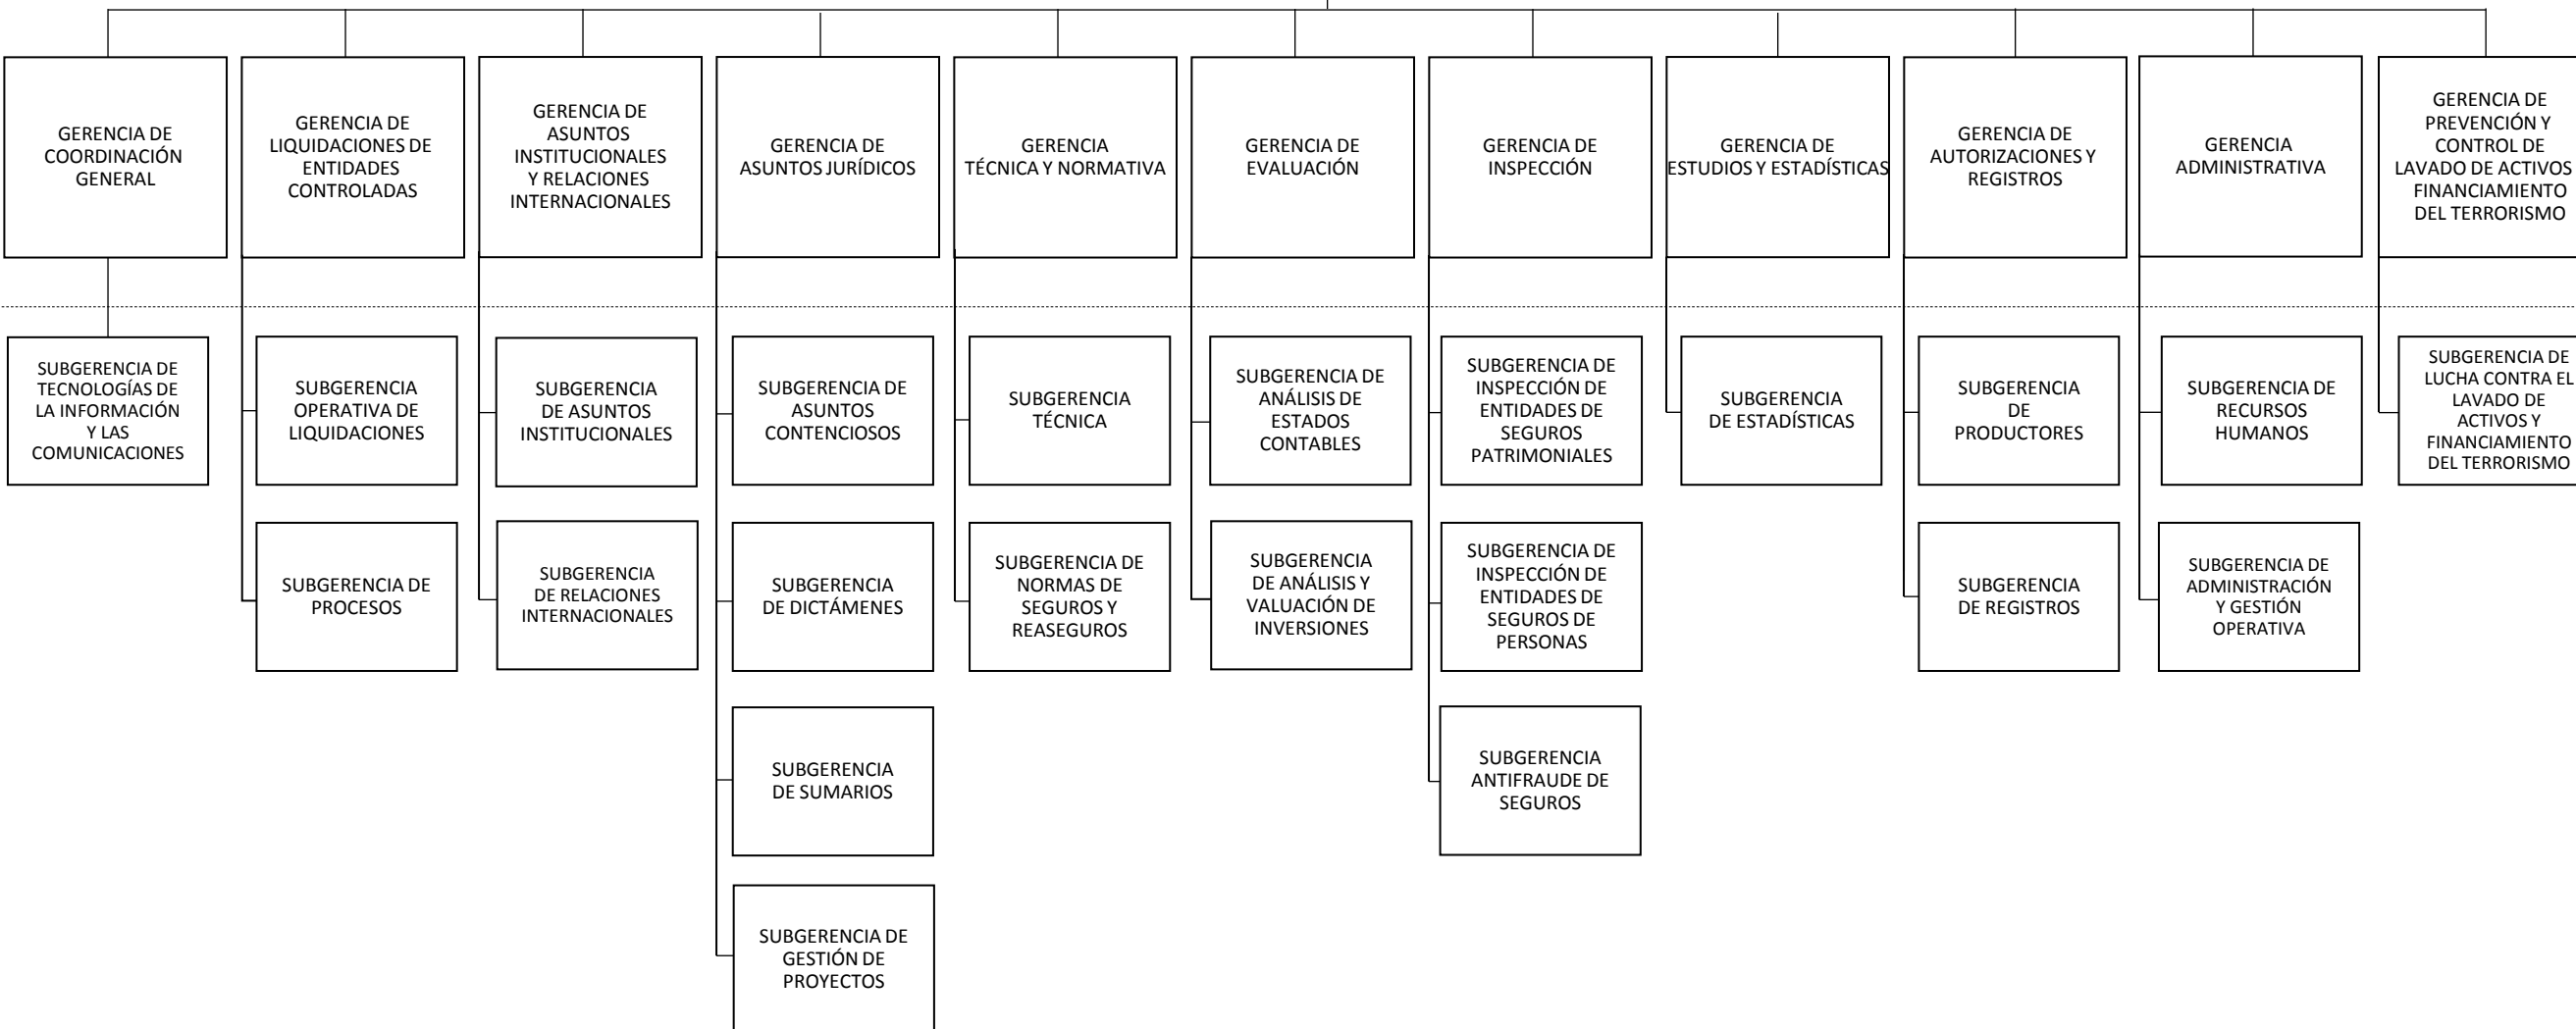 GERENCIA DE
COORDINACIÓN
GENERAL
GERENCIA DE
LIQUIDACIONES DE
ENTIDADES
CONTROLADAS
GERENCIA DE
ASUNTOS
INSTITUCIONALES
Y RELACIONES
INTERNACIONALES
GERENCIA DE
ASUNTOS JURÍDICOS
GERENCIA
TÉCNICA Y NORMATIVA
GERENCIA DE
EVALUACIÓN
GERENCIA DE
INSPECCIÓN
GERENCIA DE
ESTUDIOS Y ESTADÍSTICAS
GERENCIA DE
AUTORIZACIONES Y
REGISTROS
GERENCIA
ADMINISTRATIVA
GERENCIA DE
PREVENCIÓN Y
CONTROL DE
LAVADO DE ACTIVOS
FINANCIAMIENTO
DEL TERRORISMO
SUBGERENCIA DE
TECNOLOGÍAS DE
LA INFORMACIÓN
Y LAS
COMUNICACIONES
SUBGERENCIA
OPERATIVA DE
LIQUIDACIONES
SUBGERENCIA
DE ASUNTOS
INSTITUCIONALES
SUBGERENCIA DE
ASUNTOS
CONTENCIOSOS
SUBGERENCIA
TÉCNICA
SUBGERENCIA DE
ANÁLISIS DE
ESTADOS
CONTABLES
SUBGERENCIA DE
INSPECCIÓN DE
ENTIDADES DE
SEGUROS
PATRIMONIALES
SUBGERENCIA
DE ESTADÍSTICAS
SUBGERENCIA
DE
PRODUCTORES
SUBGERENCIA DE
RECURSOS
HUMANOS
SUBGERENCIA DE
LUCHA CONTRA EL
LAVADO DE
ACTIVOS Y
FINANCIAMIENTO
DEL TERRORISMO
SUBGERENCIA DE
PROCESOS
SUBGERENCIA
DE RELACIONES
INTERNACIONALES
SUBGERENCIA
DE DICTÁMENES
SUBGERENCIA DE
NORMAS DE
SEGUROS Y
REASEGUROS
SUBGERENCIA
DE ANÁLISIS Y
VALUACIÓN DE
INVERSIONES
SUBGERENCIA DE
INSPECCIÓN DE
ENTIDADES DE
SEGUROS DE
PERSONAS
SUBGERENCIA
DE REGISTROS
SUBGERENCIA DE
ADMINISTRACIÓN
Y GESTIÓN
OPERATIVA
SUBGERENCIA
DE SUMARIOS
SUBGERENCIA
ANTIFRAUDE DE
SEGUROS
SUBGERENCIA DE
GESTIÓN DE
PROYECTOS